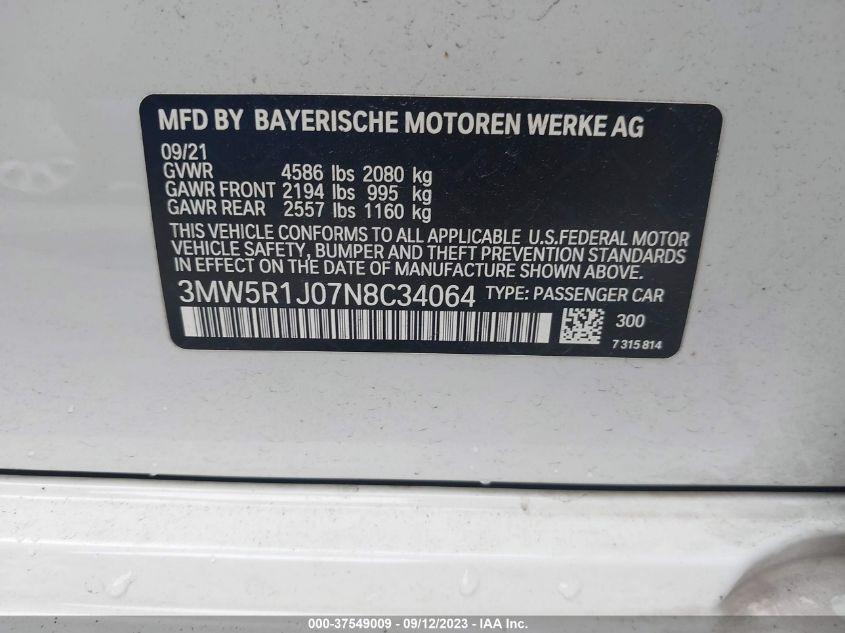 MFD BY BAYERISCHE MOTOREN WERKE AG
09/21
GVWR 4586 lbs 2080 kg
GAWR FRONT 2194 lbs 995 kg
GAWR REAR 2557 lbs 1160 kg
THIS VEHICLE CONFORMS TO ALL APPLICABLE U.S.FEDERAL MOTOR
VEHICLE SAFETY, BUMPER AND THEFT PREVENTION STANDARDS
IN EFFECT ON THE DATE OF MANUFACTURE SHOWN ABOVE.
3MW5R1J07N8C34064 TYPE: PASSENGER CAR
300
7 315 814
000-37549009 - 09/12/2023 - IAA Inc.